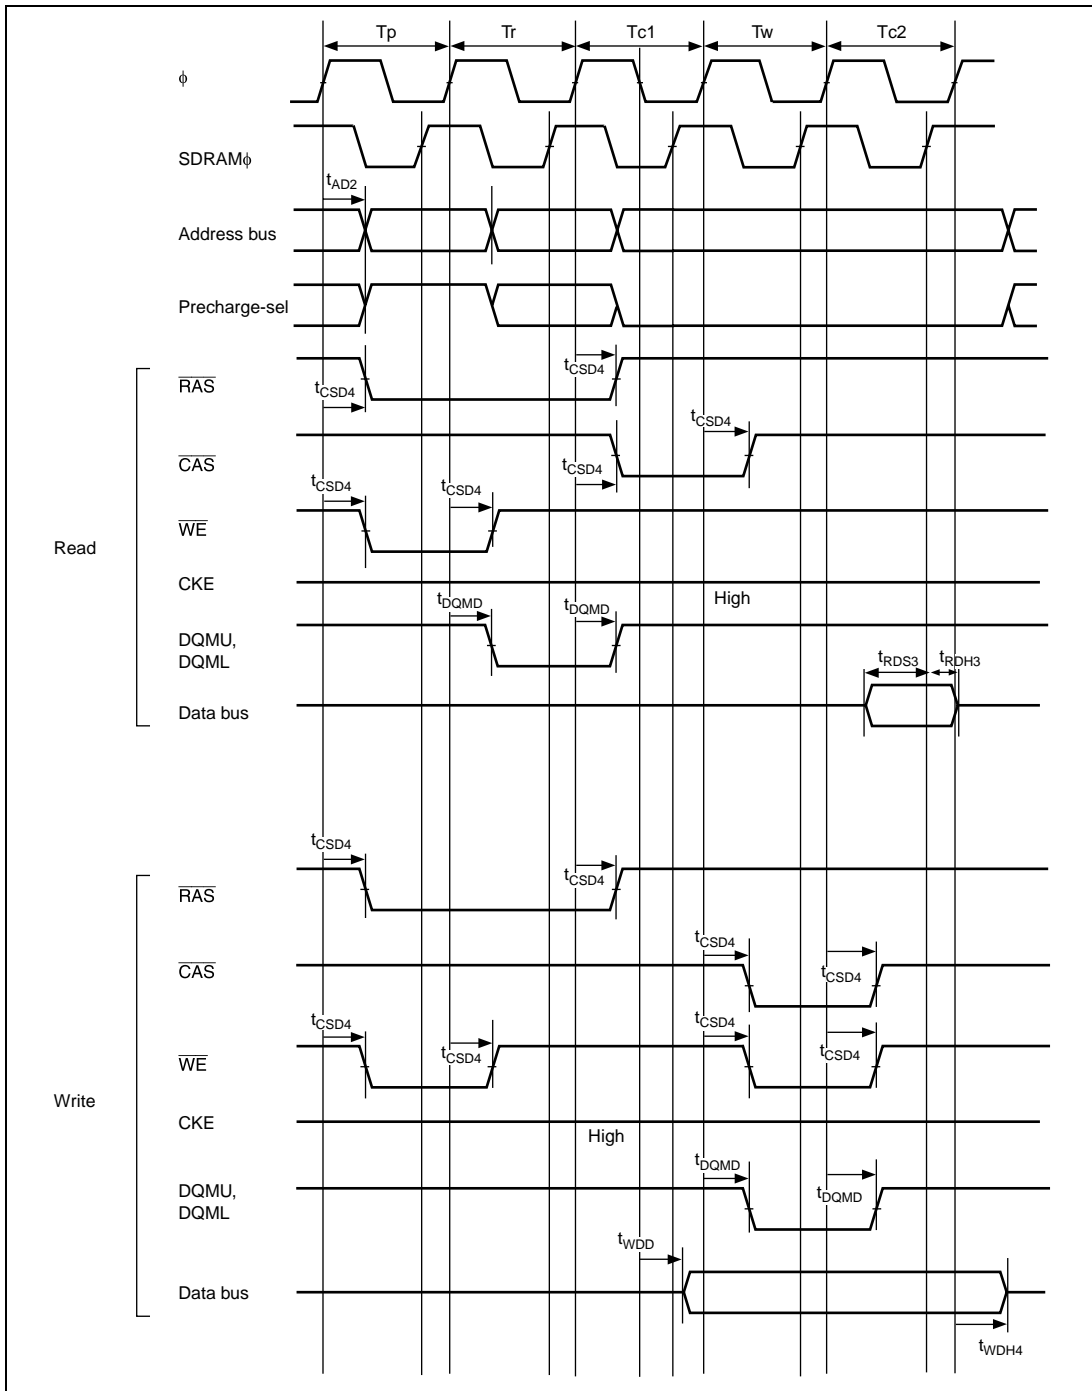 Tp Tr Tc1 Tw Tc2
ϕ
SDRAMϕ
tAD2
Address bus
Precharge-sel
Read
RAS
tCSD4
tCSD4
CAS
tCSD4
tCSD4
WE
tCSD4
tCSD4
CKE
High
DQMU,
DQML
tDQMD
tDQMD
Data bus
tRDS3
tRDH3
Write
RAS
tCSD4
tCSD4
CAS
tCSD4
tCSD4
WE
tCSD4
tCSD4
tCSD4
tCSD4
CKE
High
DQMU,
DQML
tDQMD
tDQMD
tWDD
Data bus
tWDH4